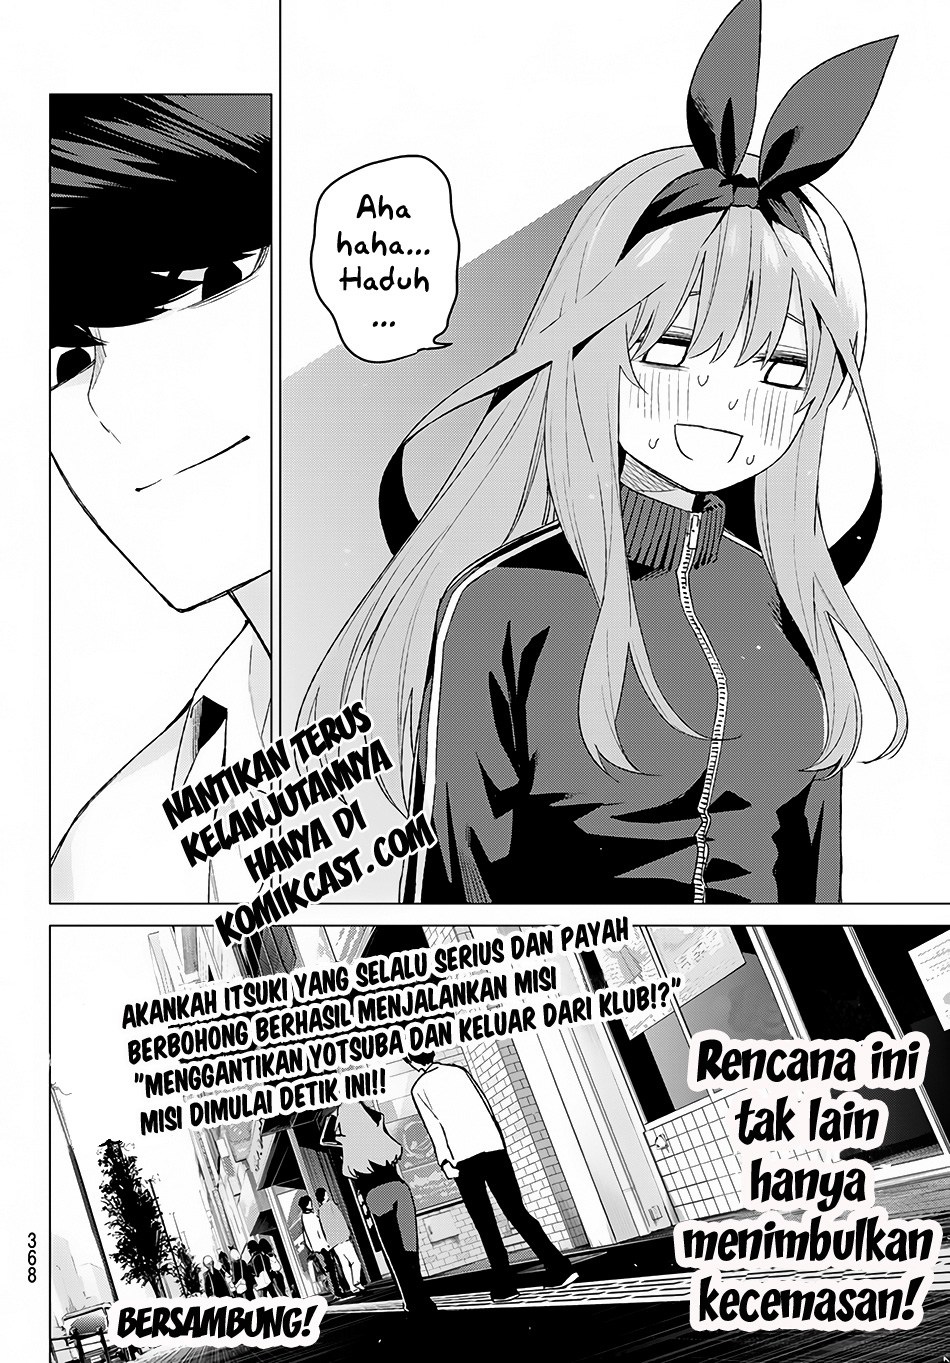 Aha
haha...
Haduh
...
NANTIKAN TERUS
KELANJUTANNYA
HANYA DI
KOMIKCAST.COM
AKANKAH ITSUKI YANG SELALU SERIUS DAN PAYAH
BERBOHONG BERHASIL MENJALANKAN MISI
"MENGGANTIKAN YOTSUBA DAN KELUAR DARI KLUB!?"
MISI DIMULAI DETIK INI!!
Rencana ini
tak lain
hanya
menimbulkan
kecemasan!
368
BERSAMBUNG!